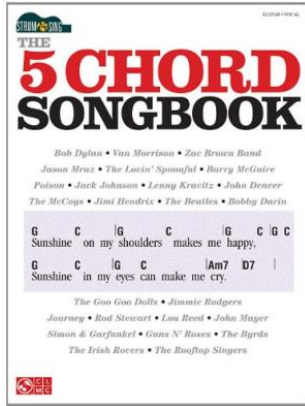 GUITAR • VOCAL
STRUM & SING
THE
5 CHORD
SONGBOOK
Bob Dylan • Van Morrison • Zac Brown Band
Jason Mraz • The Lovin' Spoonful • Barry McGuire
Poison • Jack Johnson • Lenny Kravitz • John Denver
The McCoys • Jimi Hendrix • The Beatles • Bobby Darin
G C |G C |G C |G C
Sunshine on my shoulders makes me happy,
G C |G C |Am7 |D7 |
Sunshine in my eyes can make me cry.
The Goo Goo Dolls • Jimmie Rodgers
Journey • Rod Stewart • Lou Reed • John Mayer
Simon & Garfunkel • Guns N' Roses • The Byrds
The Irish Rovers • The Rooftop Singers
CL
MC